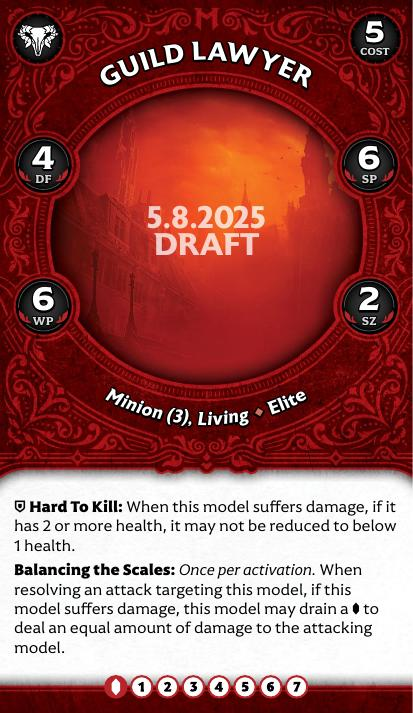 5
COST
GUILD LAWYER
4
DF
6
SP
5.8.2025
DRAFT
6
WP
2
SZ
Minion (3), Living ♦ Elite
Hard To Kill: When this model suffers damage, if it
has 2 or more health, it may not be reduced to below
1 health.
Balancing the Scales: Once per activation. When
resolving an attack targeting this model, if this
model suffers damage, this model may drain a ⬮ to
deal an equal amount of damage to the attacking
model.
1 2 3 4 5 6 7